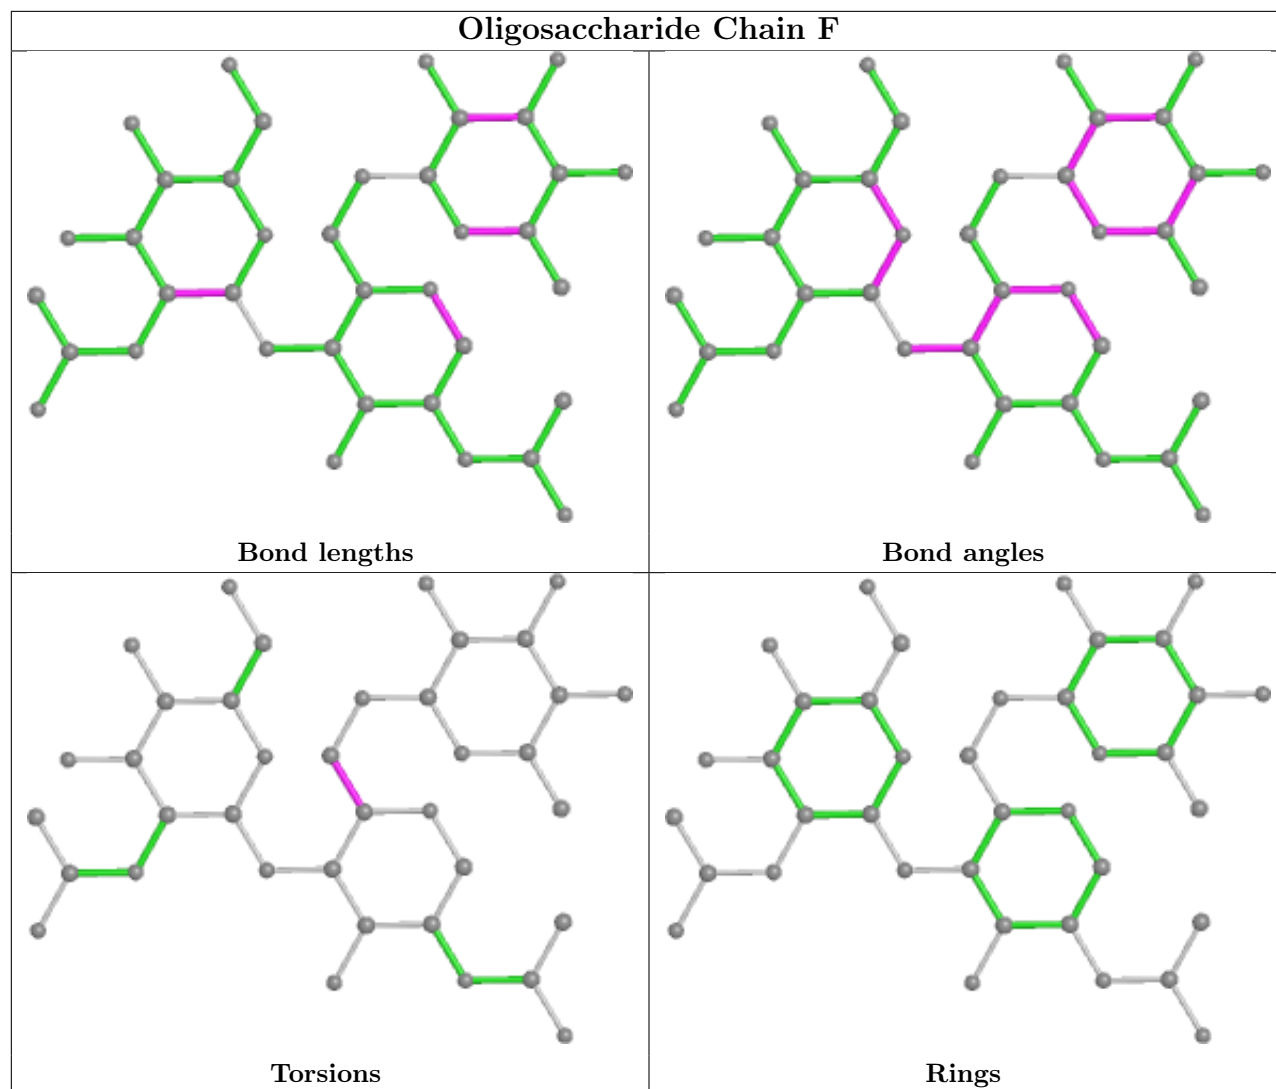 Oligosaccharide Chain F
Bond lengths
Bond angles
Torsions
Rings